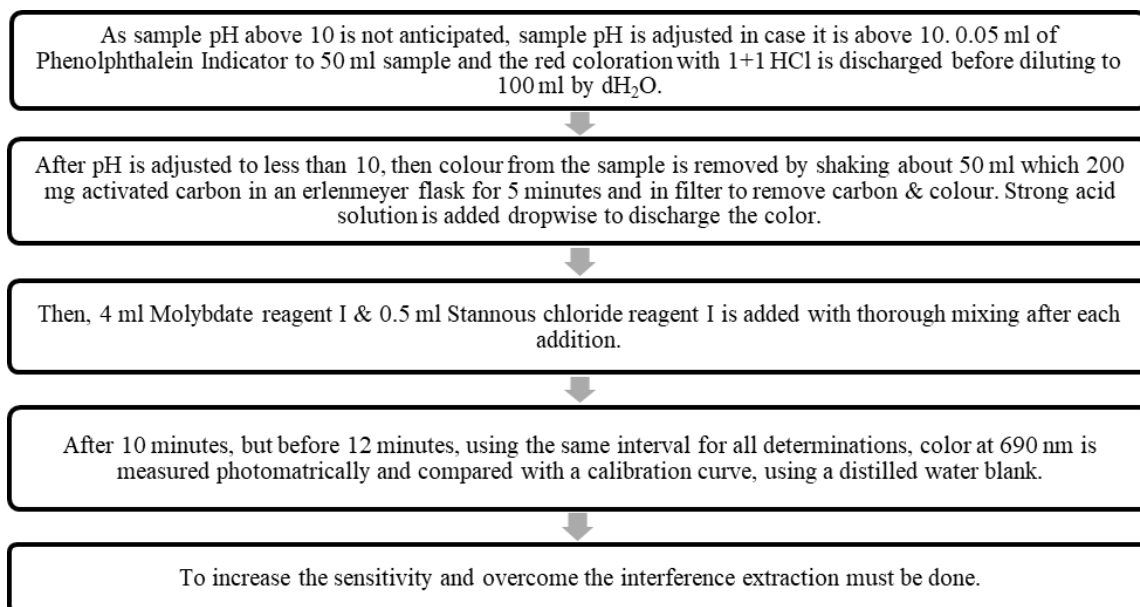 As sample pH above 10 is not anticipated, sample pH is adjusted in case it is above 10. 0.05 ml of
Phenolphthalein Indicator to 50 ml sample and the red coloration with 1+1 HCl is discharged before diluting to
100 ml by dH₂O.
After pH is adjusted to less than 10, then colour from the sample is removed by shaking about 50 ml which 200
mg activated carbon in an erlenmeyer flask for 5 minutes and in filter to remove carbon & colour. Strong acid
solution is added dropwise to discharge the color.
Then, 4 ml Molybdate reagent I & 0.5 ml Stannous chloride reagent I is added with thorough mixing after each
addition.
After 10 minutes, but before 12 minutes, using the same interval for all determinations, color at 690 nm is
measured photomatrically and compared with a calibration curve, using a distilled water blank.
To increase the sensitivity and overcome the interference extraction must be done.